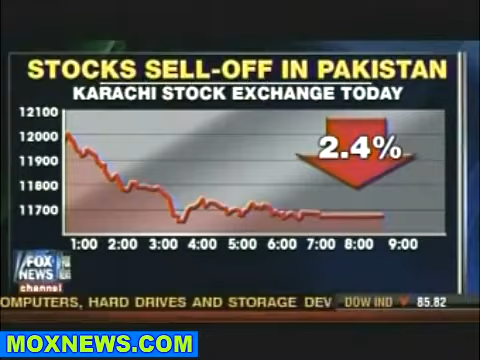 STOCKS SELL-OFF IN PAKISTAN
KARACHI STOCK EXCHANGE TODAY
12100
12000
11900
11800
11700
2.4%
1:00 2:00 3:00 4:00 5:00 6:00 7:00 8:00 9:00
FOX
NEWS
channel
OMPUTERS, HARD DRIVES AND STORAGE DEV
DOW IND 85.82
MOXNEWS.COM